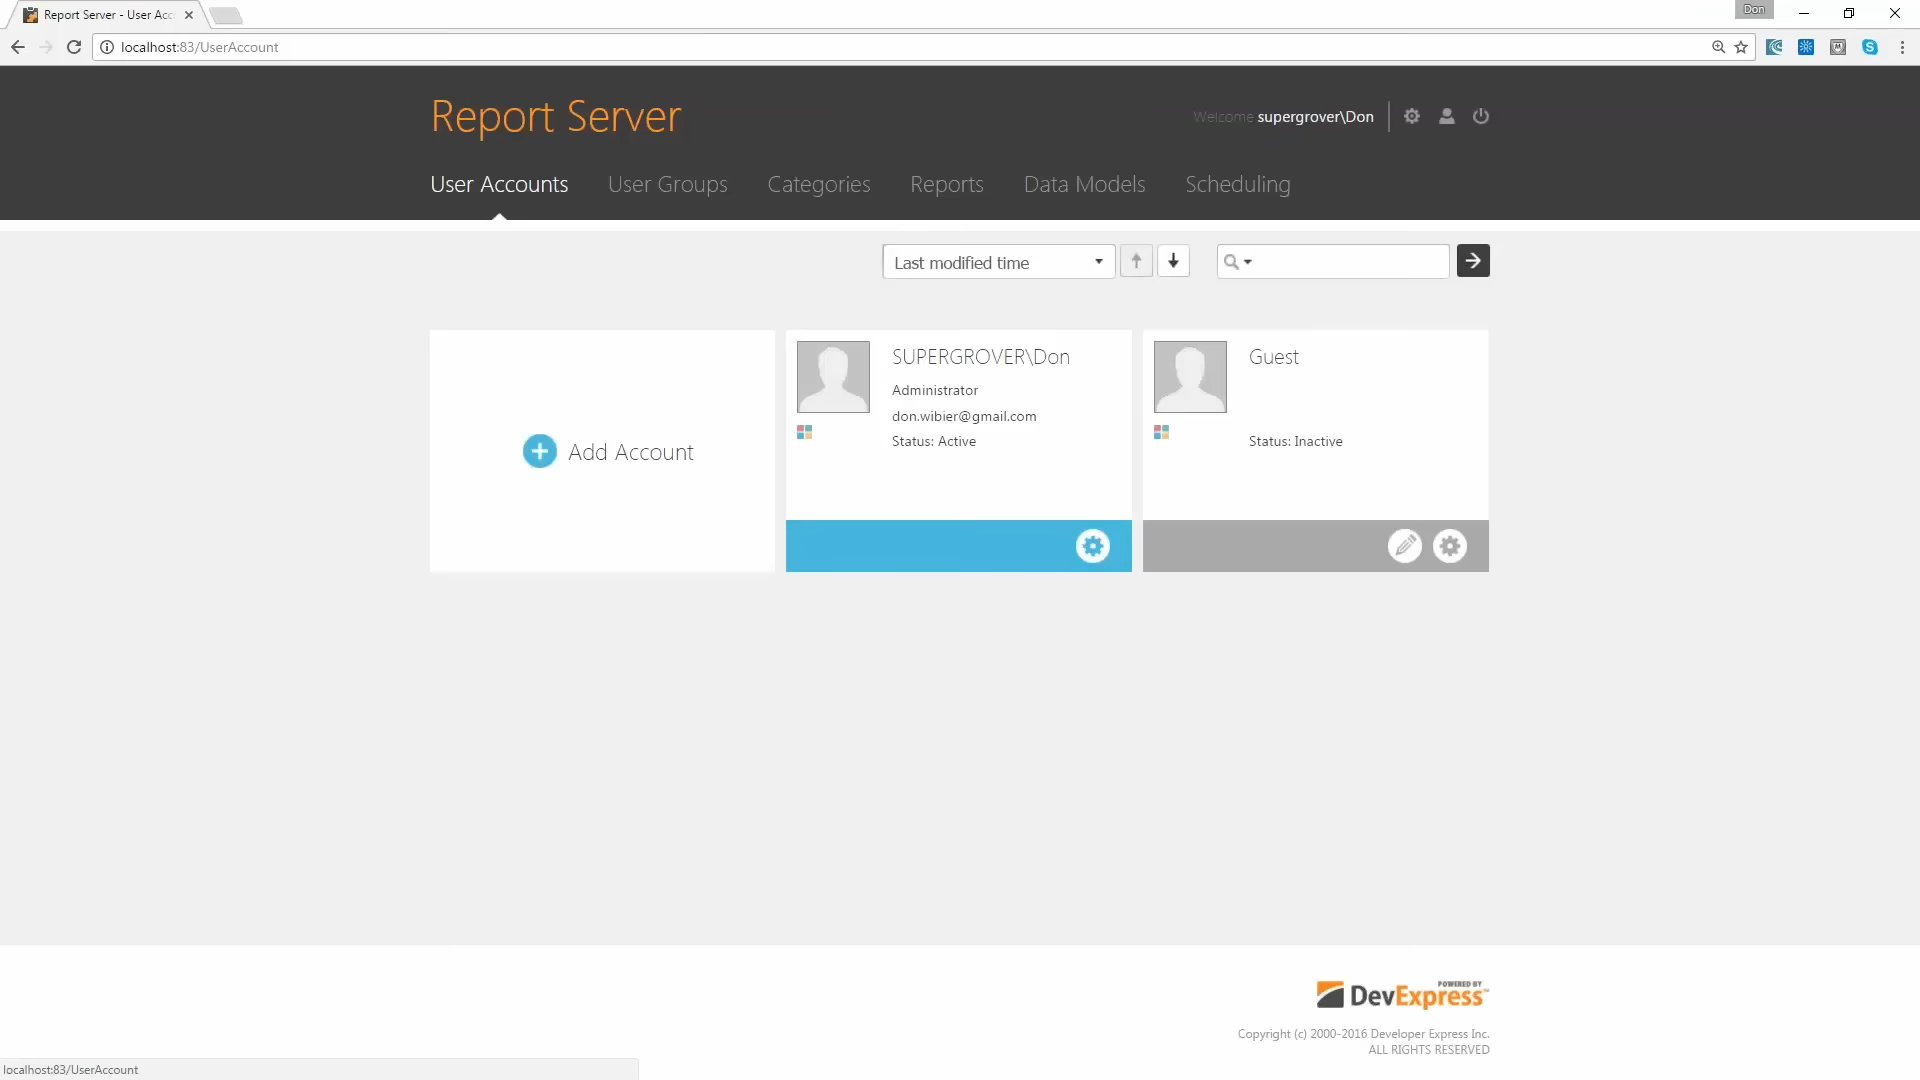 Report Server - User Acc
Don
localhost:83/UserAccount
Report Server
Welcome supergrover\Don
User Accounts User Groups Categories Reports Data Models Scheduling
Last modified time
Add Account
SUPERGROVER\Don
Administrator
don.wibier@gmail.com
Status: Active
Guest
Status: Inactive
POWERED BY
DevExpress™
Copyright (c) 2000-2016 Developer Express Inc.
ALL RIGHTS RESERVED
localhost:83/UserAccount